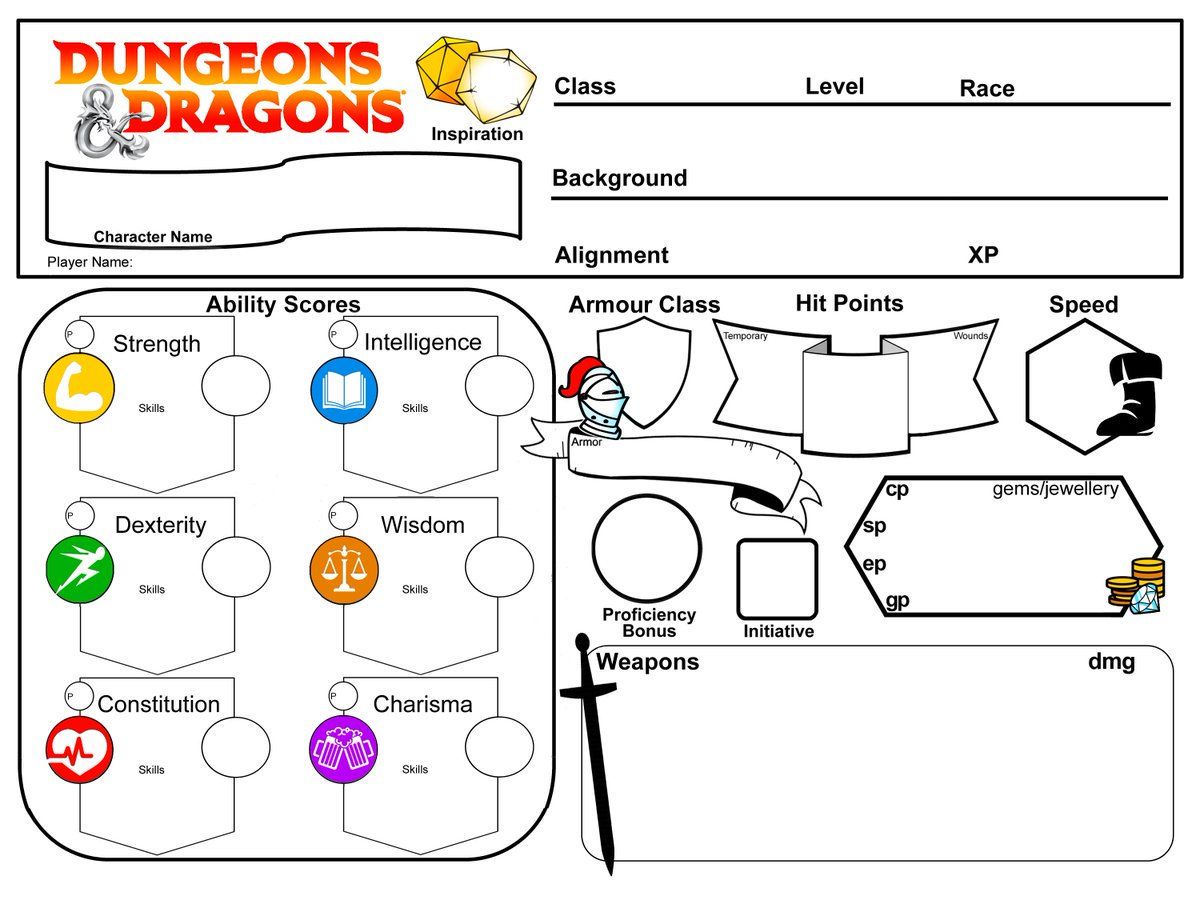 DUNGEONS
& DRAGONS
Inspiration
Class Level Race
Background
Character Name
Player Name:
Alignment XP
Ability Scores
P
Strength
Skills
P
Intelligence
Skills
P
Dexterity
Skills
P
Wisdom
Skills
P
Constitution
Skills
P
Charisma
Skills
Armour Class
Armor
Hit Points
Temporary Wounds
Speed
Proficiency
Bonus
Initiative
cp gems/jewellery
sp
ep
gp
Weapons dmg